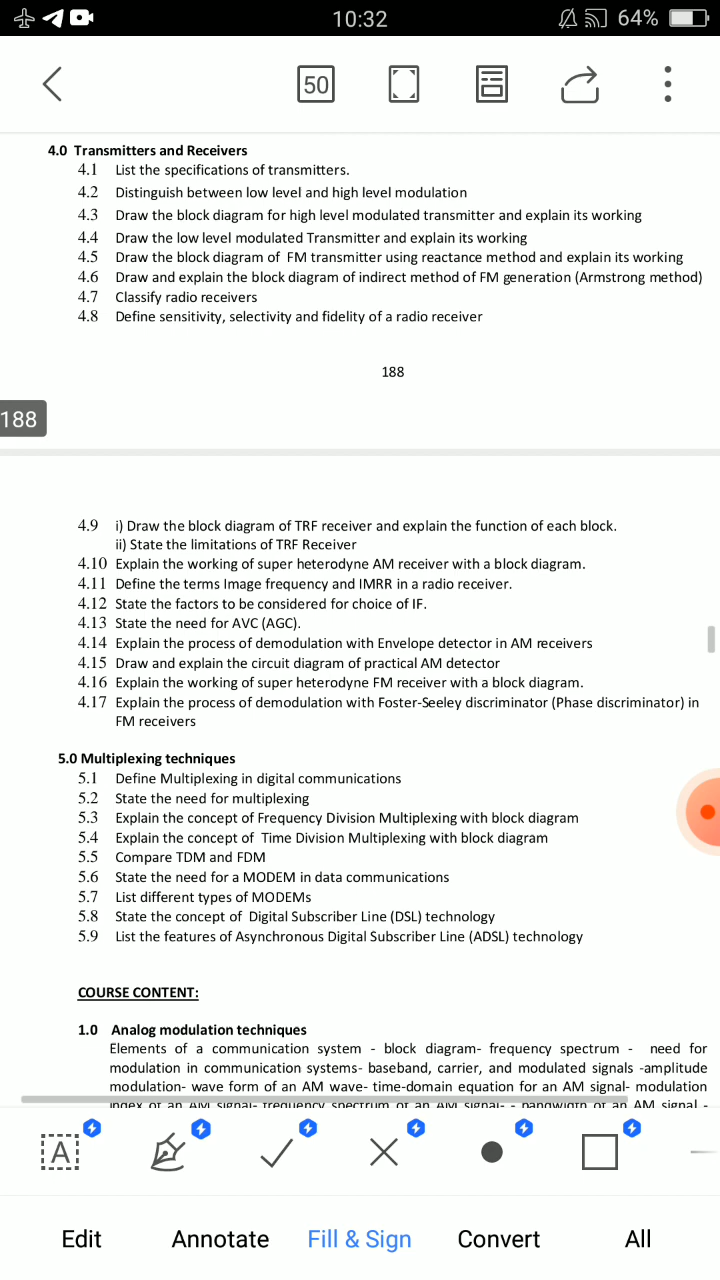 10:32
64%
50
4.0 Transmitters and Receivers
4.1 List the specifications of transmitters.
4.2 Distinguish between low level and high level modulation
4.3 Draw the block diagram for high level modulated transmitter and explain its working
4.4 Draw the low level modulated Transmitter and explain its working
4.5 Draw the block diagram of FM transmitter using reactance method and explain its working
4.6 Draw and explain the block diagram of indirect method of FM generation (Armstrong method)
4.7 Classify radio receivers
4.8 Define sensitivity, selectivity and fidelity of a radio receiver
188
188
4.9 i) Draw the block diagram of TRF receiver and explain the function of each block.
ii) State the limitations of TRF Receiver
4.10 Explain the working of super heterodyne AM receiver with a block diagram.
4.11 Define the terms Image frequency and IMRR in a radio receiver.
4.12 State the factors to be considered for choice of IF.
4.13 State the need for AVC (AGC).
4.14 Explain the process of demodulation with Envelope detector in AM receivers
4.15 Draw and explain the circuit diagram of practical AM detector
4.16 Explain the working of super heterodyne FM receiver with a block diagram.
4.17 Explain the process of demodulation with Foster-Seeley discriminator (Phase discriminator) in
FM receivers
5.0 Multiplexing techniques
5.1 Define Multiplexing in digital communications
5.2 State the need for multiplexing
5.3 Explain the concept of Frequency Division Multiplexing with block diagram
5.4 Explain the concept of Time Division Multiplexing with block diagram
5.5 Compare TDM and FDM
5.6 State the need for a MODEM in data communications
5.7 List different types of MODEMs
5.8 State the concept of Digital Subscriber Line (DSL) technology
5.9 List the features of Asynchronous Digital Subscriber Line (ADSL) technology
COURSE CONTENT:
1.0 Analog modulation techniques
Elements of a communication system - block diagram- frequency spectrum - need for
modulation in communication systems- baseband, carrier, and modulated signals -amplitude
modulation- wave form of an AM wave- time-domain equation for an AM signal- modulation
index of an AM signal- frequency spectrum of an AM signal- - bandwidth of an AM signal -
A
Edit Annotate Fill & Sign Convert All